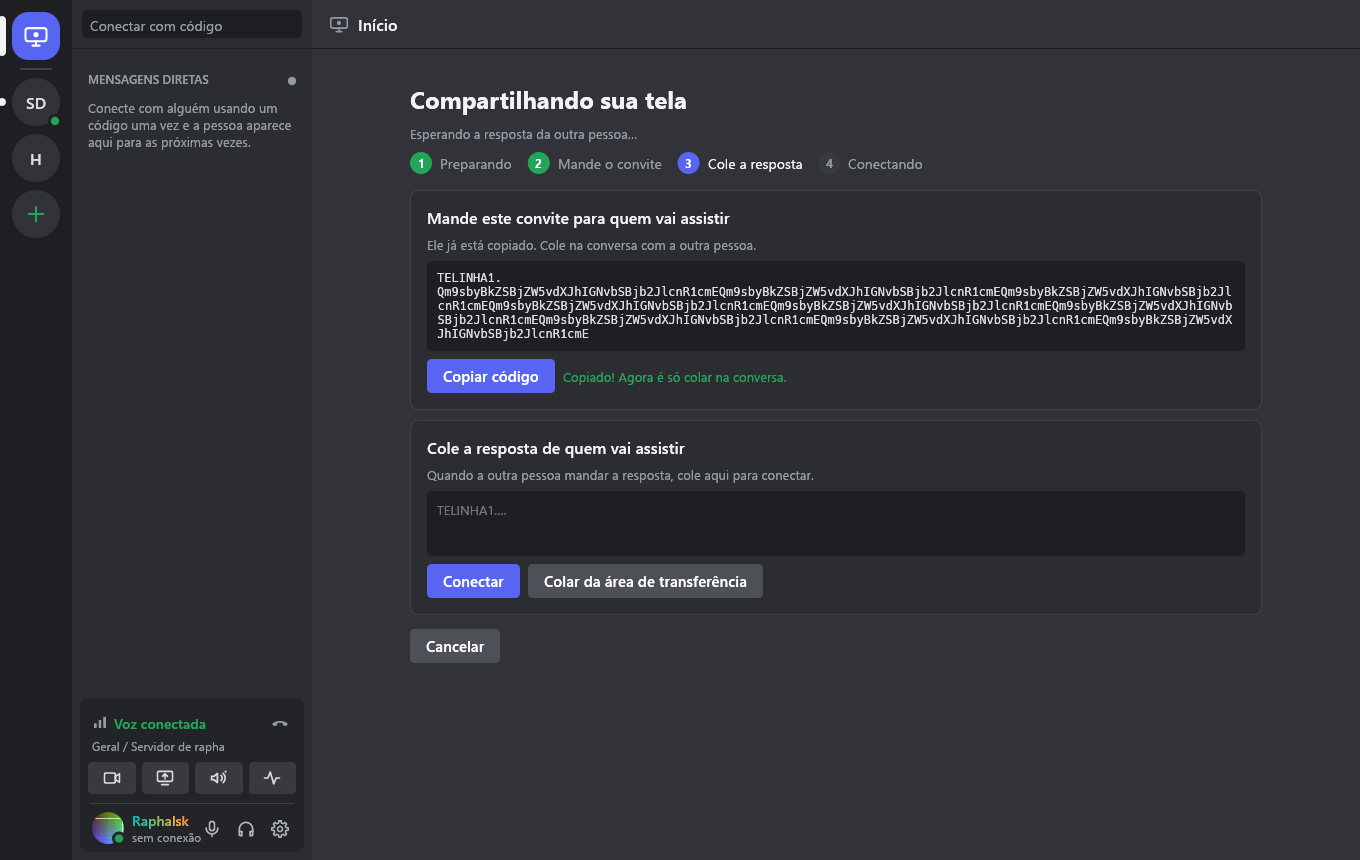 Conectar com código
Início
SD
H
MENSAGENS DIRETAS
Conecte com alguém usando um
código uma vez e a pessoa aparece
aqui para as próximas vezes.
Compartilhando sua tela
Esperando a resposta da outra pessoa...
1 Preparando 2 Mande o convite 3 Cole a resposta 4 Conectando
Mande este convite para quem vai assistir
Ele já está copiado. Cole na conversa com a outra pessoa.
TELINHA1.
Qm9sbyBkZSBjZW5vdXJhIGNvbSBjb2JlcnR1cmEQm9sbyBkZSBjZW5vdXJhIGNvbSBjb2JlcnR1cmEQm9sbyBkZSBjZW5vdXJhIGNvbSBjb2Jl
cnR1cmEQm9sbyBkZSBjZW5vdXJhIGNvbSBjb2JlcnR1cmEQm9sbyBkZSBjZW5vdXJhIGNvbSBjb2JlcnR1cmEQm9sbyBkZSBjZW5vdXJhIGNvb
SBjb2JlcnR1cmEQm9sbyBkZSBjZW5vdXJhIGNvbSBjb2JlcnR1cmEQm9sbyBkZSBjZW5vdXJhIGNvbSBjb2JlcnR1cmEQm9sbyBkZSBjZW5vdX
JhIGNvbSBjb2JlcnR1cmE
Copiar código
Copiado! Agora é só colar na conversa.
Cole a resposta de quem vai assistir
Quando a outra pessoa mandar a resposta, cole aqui para conectar.
TELINHA1....
Conectar
Colar da área de transferência
Cancelar
Voz conectada
Geral / Servidor de rapha
Raphalsk
sem conexão